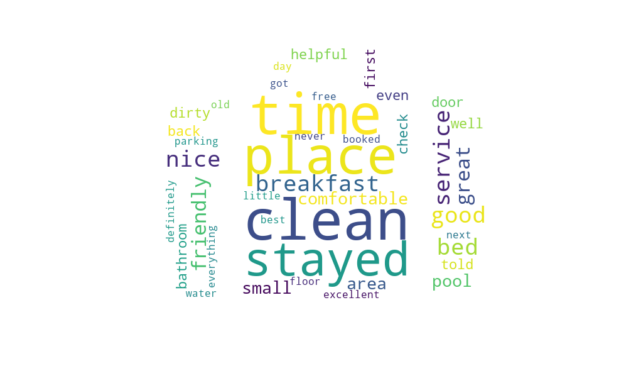 helpful
first
day
got
free
even
old
time
door
dirty
back
never
booked
check
service
well
parking
place
nice
great
breakfast
friendly
definitely
little
comfortable
clean
good
best
bathroom
everything
next
bed
stayed
told
small
floor
area
pool
water
excellent